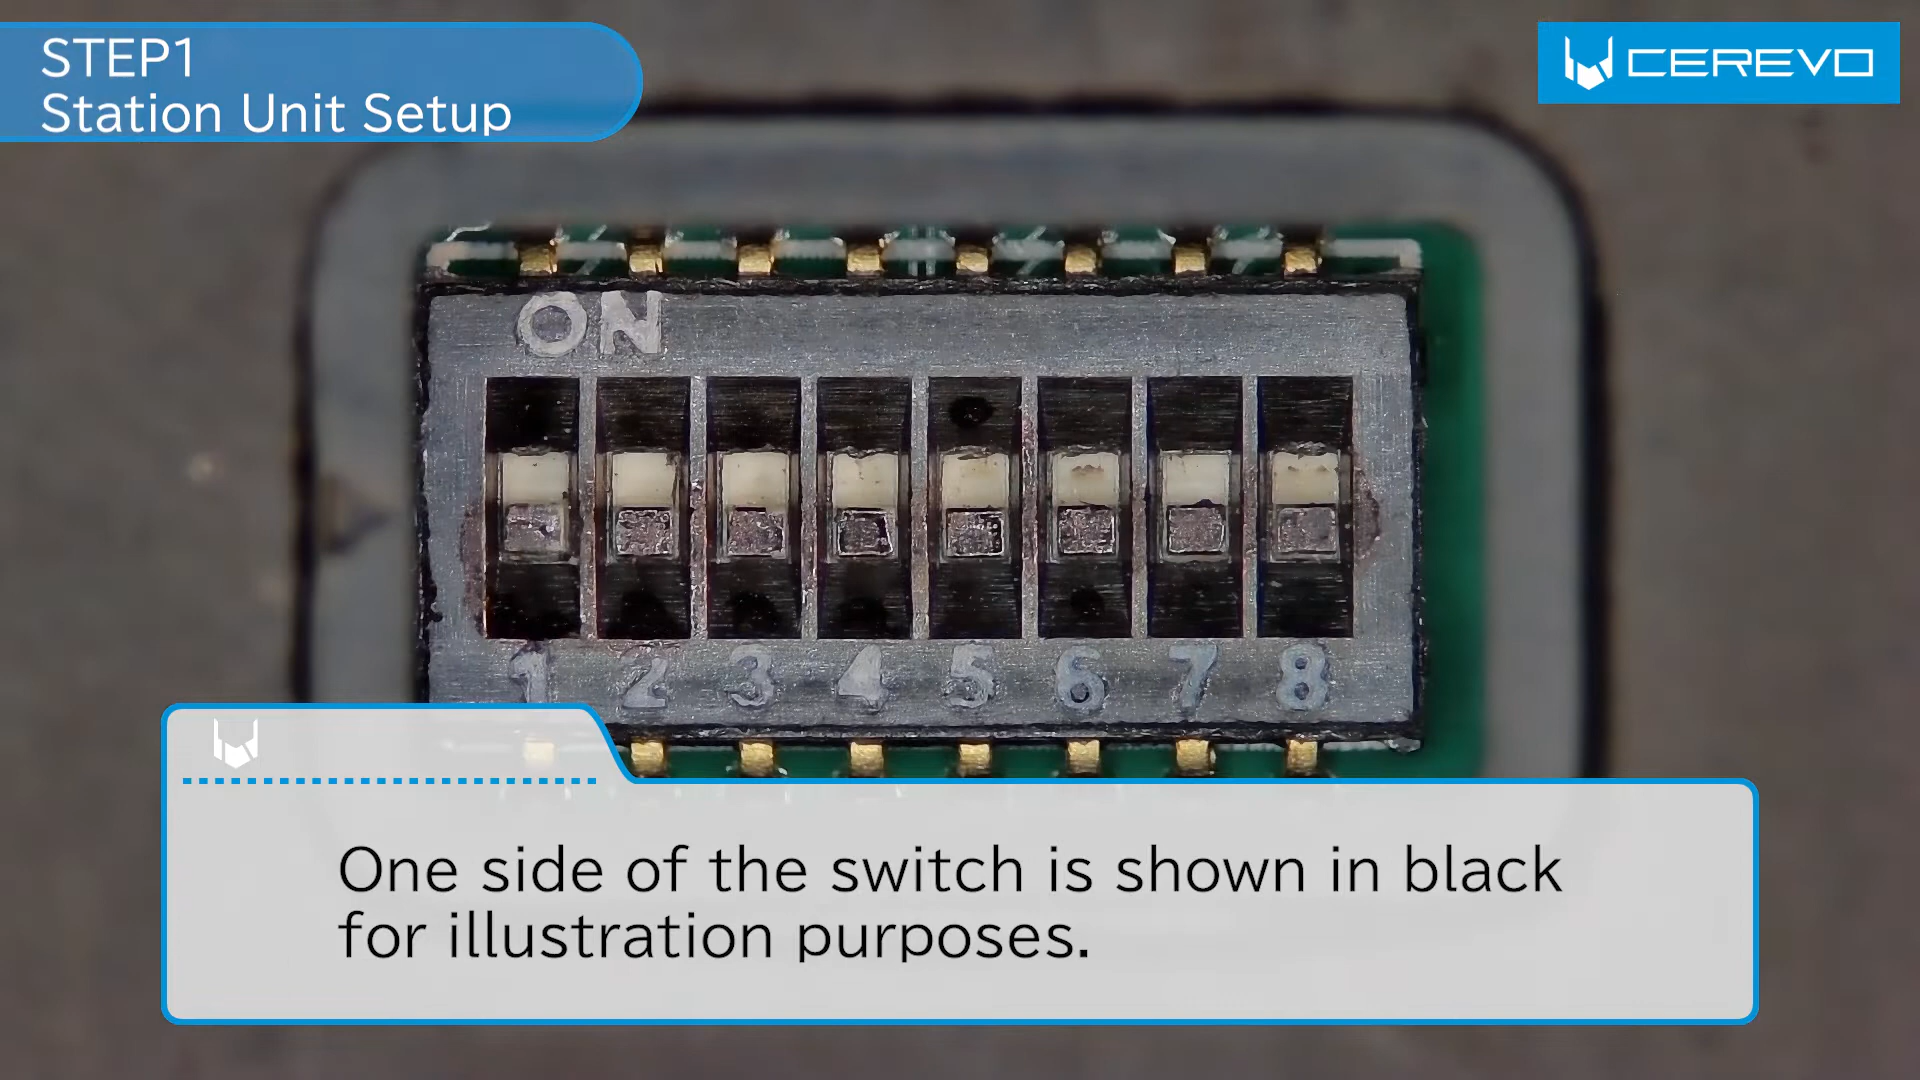 STEP1
Station Unit Setup
CEREVO
ON
1 2 3 4 5 6 7 8
One side of the switch is shown in black
for illustration purposes.